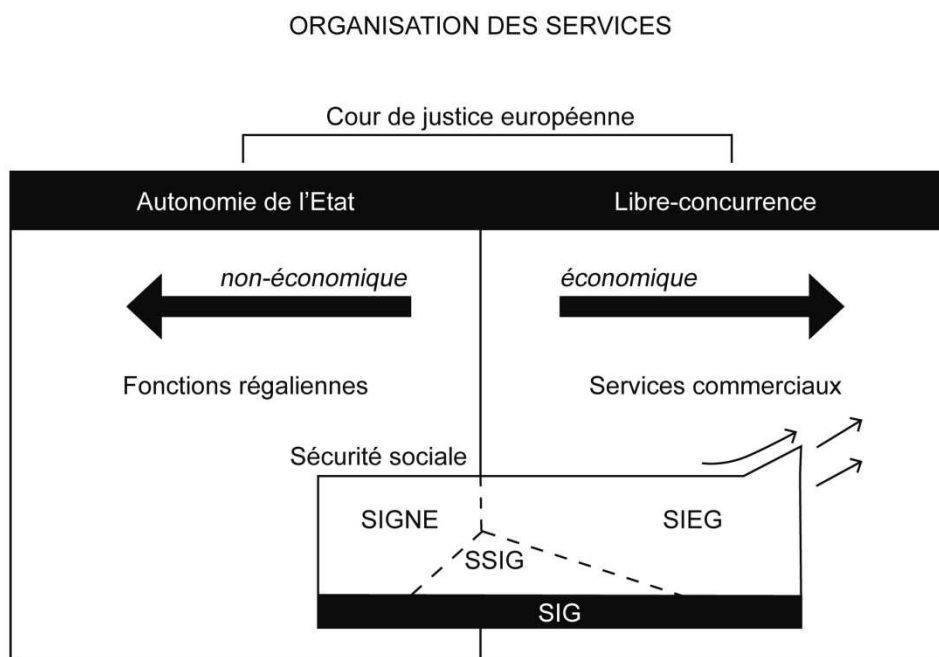 ORGANISATION DES SERVICES
Cour de justice européenne
Autonomie de l'Etat
Libre-concurrence
non-économique
économique
Fonctions régaliennes
Services commerciaux
Sécurité sociale
SIGNE
SIEG
SSIG
SIG